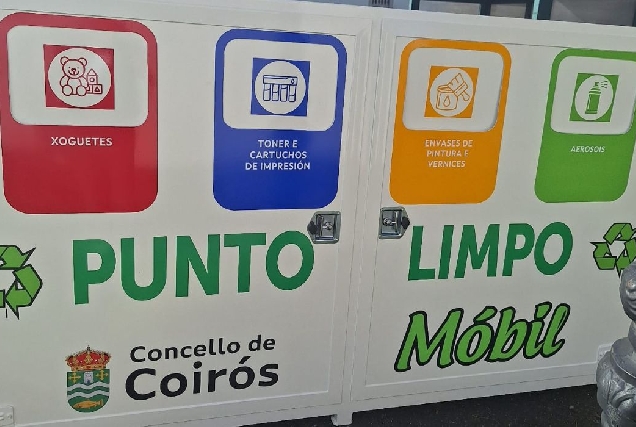 XOGUETES
TONER E
CARTUCHOS
DE IMPRESIÓN
ENVASES DE
PINTURA E
VERNICES
AEROSOIS
PUNTO LIMPO
Móbil
Concello de
Coirós